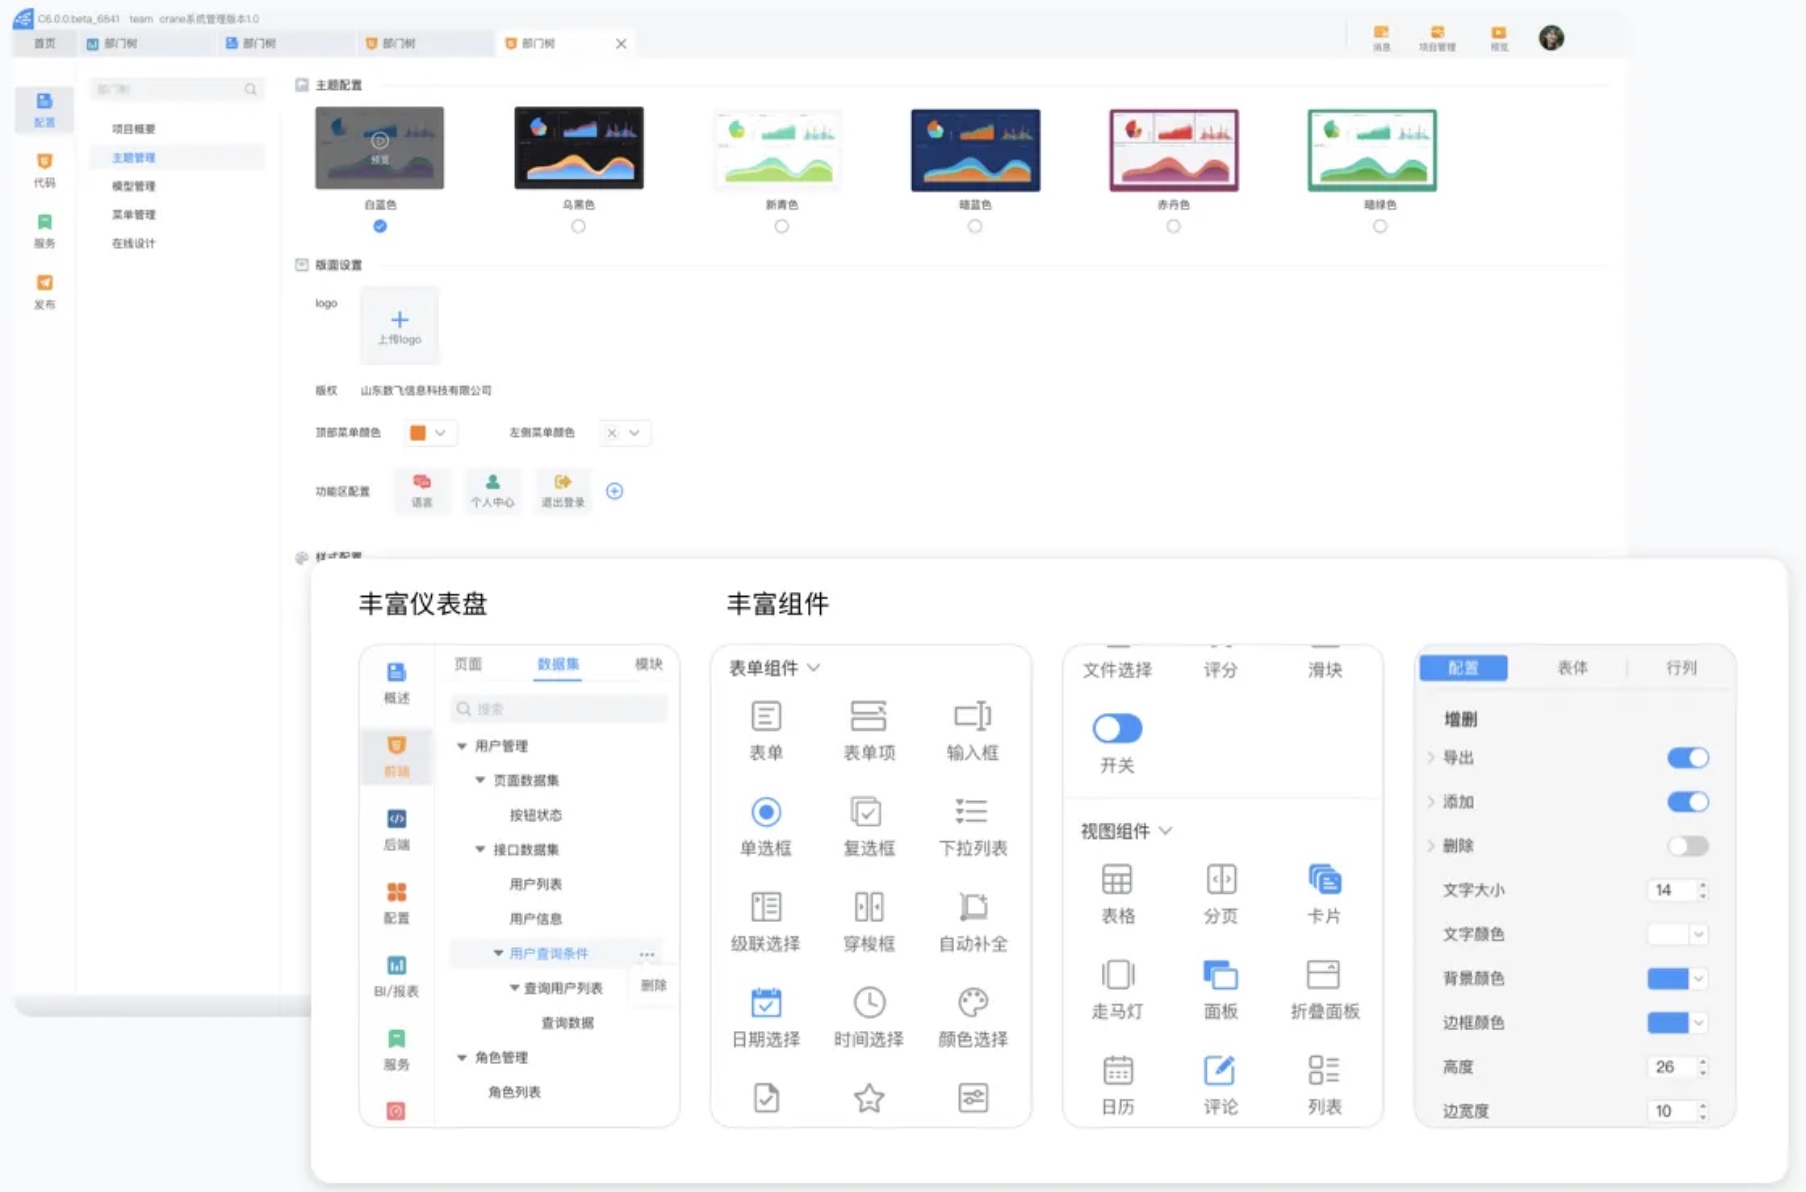 C6.0.0.beta_6841 team crane系统管理版本1.0
首页 部门树 部门树 部门树 部门树
消息 项目管理 预览
配置
代码
服务
发布
部门树
项目概要
主题管理
模型管理
菜单管理
在线设计
主题配置
预览
白蓝色 乌黑色 新青色 暗蓝色 赤丹色 暗绿色
版面设置
logo
上传logo
版权 山东数飞信息科技有限公司
顶部菜单颜色 左侧菜单颜色
功能区配置 语言 个人中心 退出登录
样式配置
丰富仪表盘
概述
前端
后端
配置
BI/报表
服务
页面 数据集 模块
搜索
用户管理
页面数据集
按钮状态
接口数据集
用户列表
用户信息
用户查询条件 ...
删除
查询用户列表
查询数据
角色管理
角色列表
丰富组件
表单组件
表单 表单项 输入框
单选框 复选框 下拉列表
级联选择 穿梭框 自动补全
日期选择 时间选择 颜色选择
文件选择 评分 滑块
开关
视图组件
表格 分页 卡片
走马灯 面板 折叠面板
日历 评论 列表
配置 表体 行列
增删
导出
添加
删除
文字大小 14
文字颜色
背景颜色
边框颜色
高度 26
边宽度 10